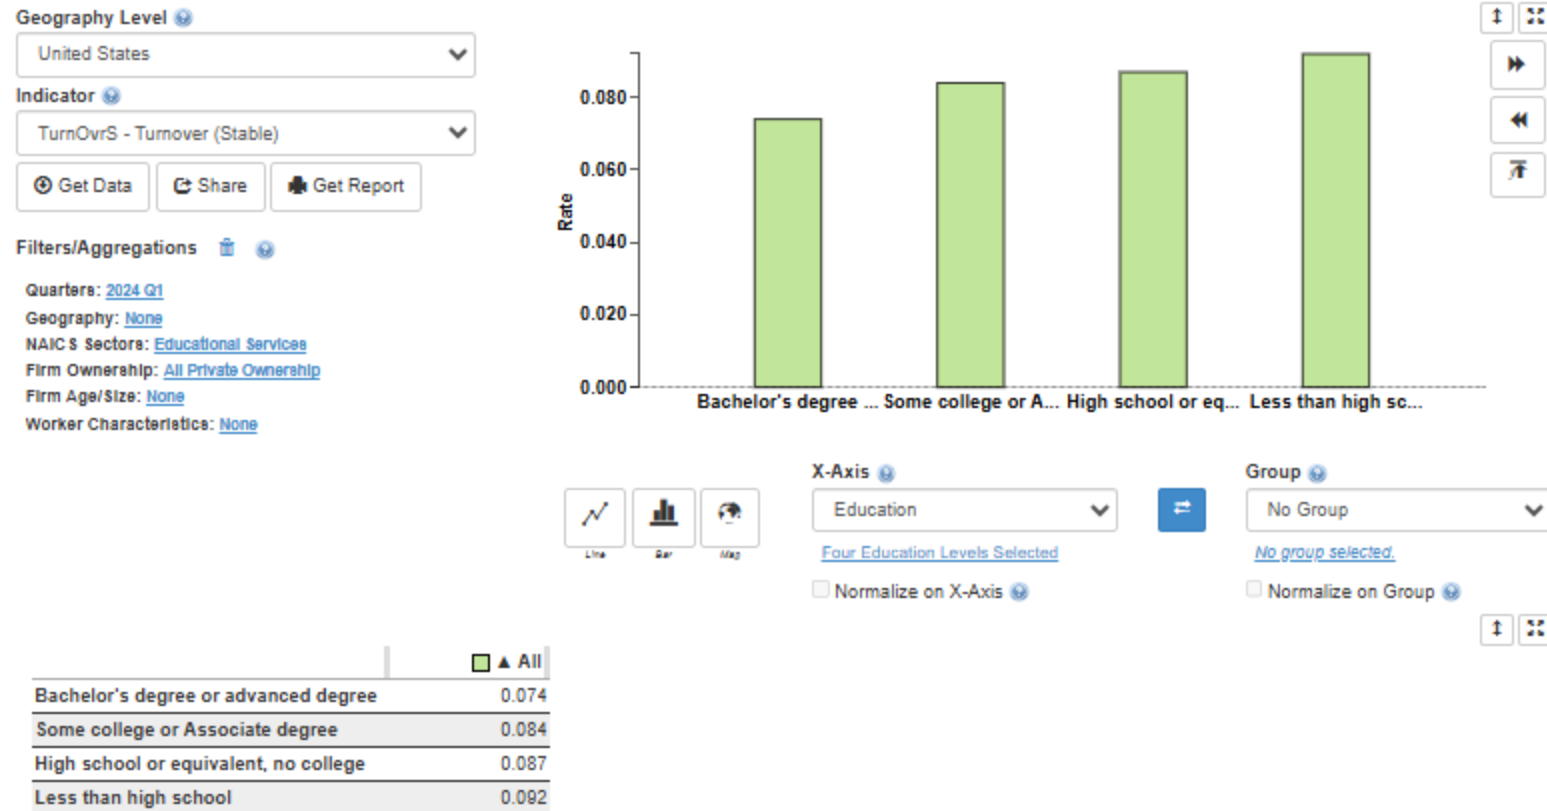 Geography Level
United States
Indicator
TurnOvrS - Turnover (Stable)
Get Data
Share
Get Report
Filters/Aggregations
Quarters: 2024 Q1
Geography: None
NAICS Sectors: Educational Services
Firm Ownership: All Private Ownership
Firm Age/Size: None
Worker Characteristics: None
Rate
0.080
0.060
0.040
0.020
0.000
Bachelor's degree ... Some college or A... High school or eq... Less than high sc...
Line
Bar
Map
X-Axis
Education
Four Education Levels Selected
Normalize on X-Axis
Group
No Group
No group selected.
Normalize on Group
▲ All
Bachelor's degree or advanced degree 0.074
Some college or Associate degree 0.084
High school or equivalent, no college 0.087
Less than high school 0.092